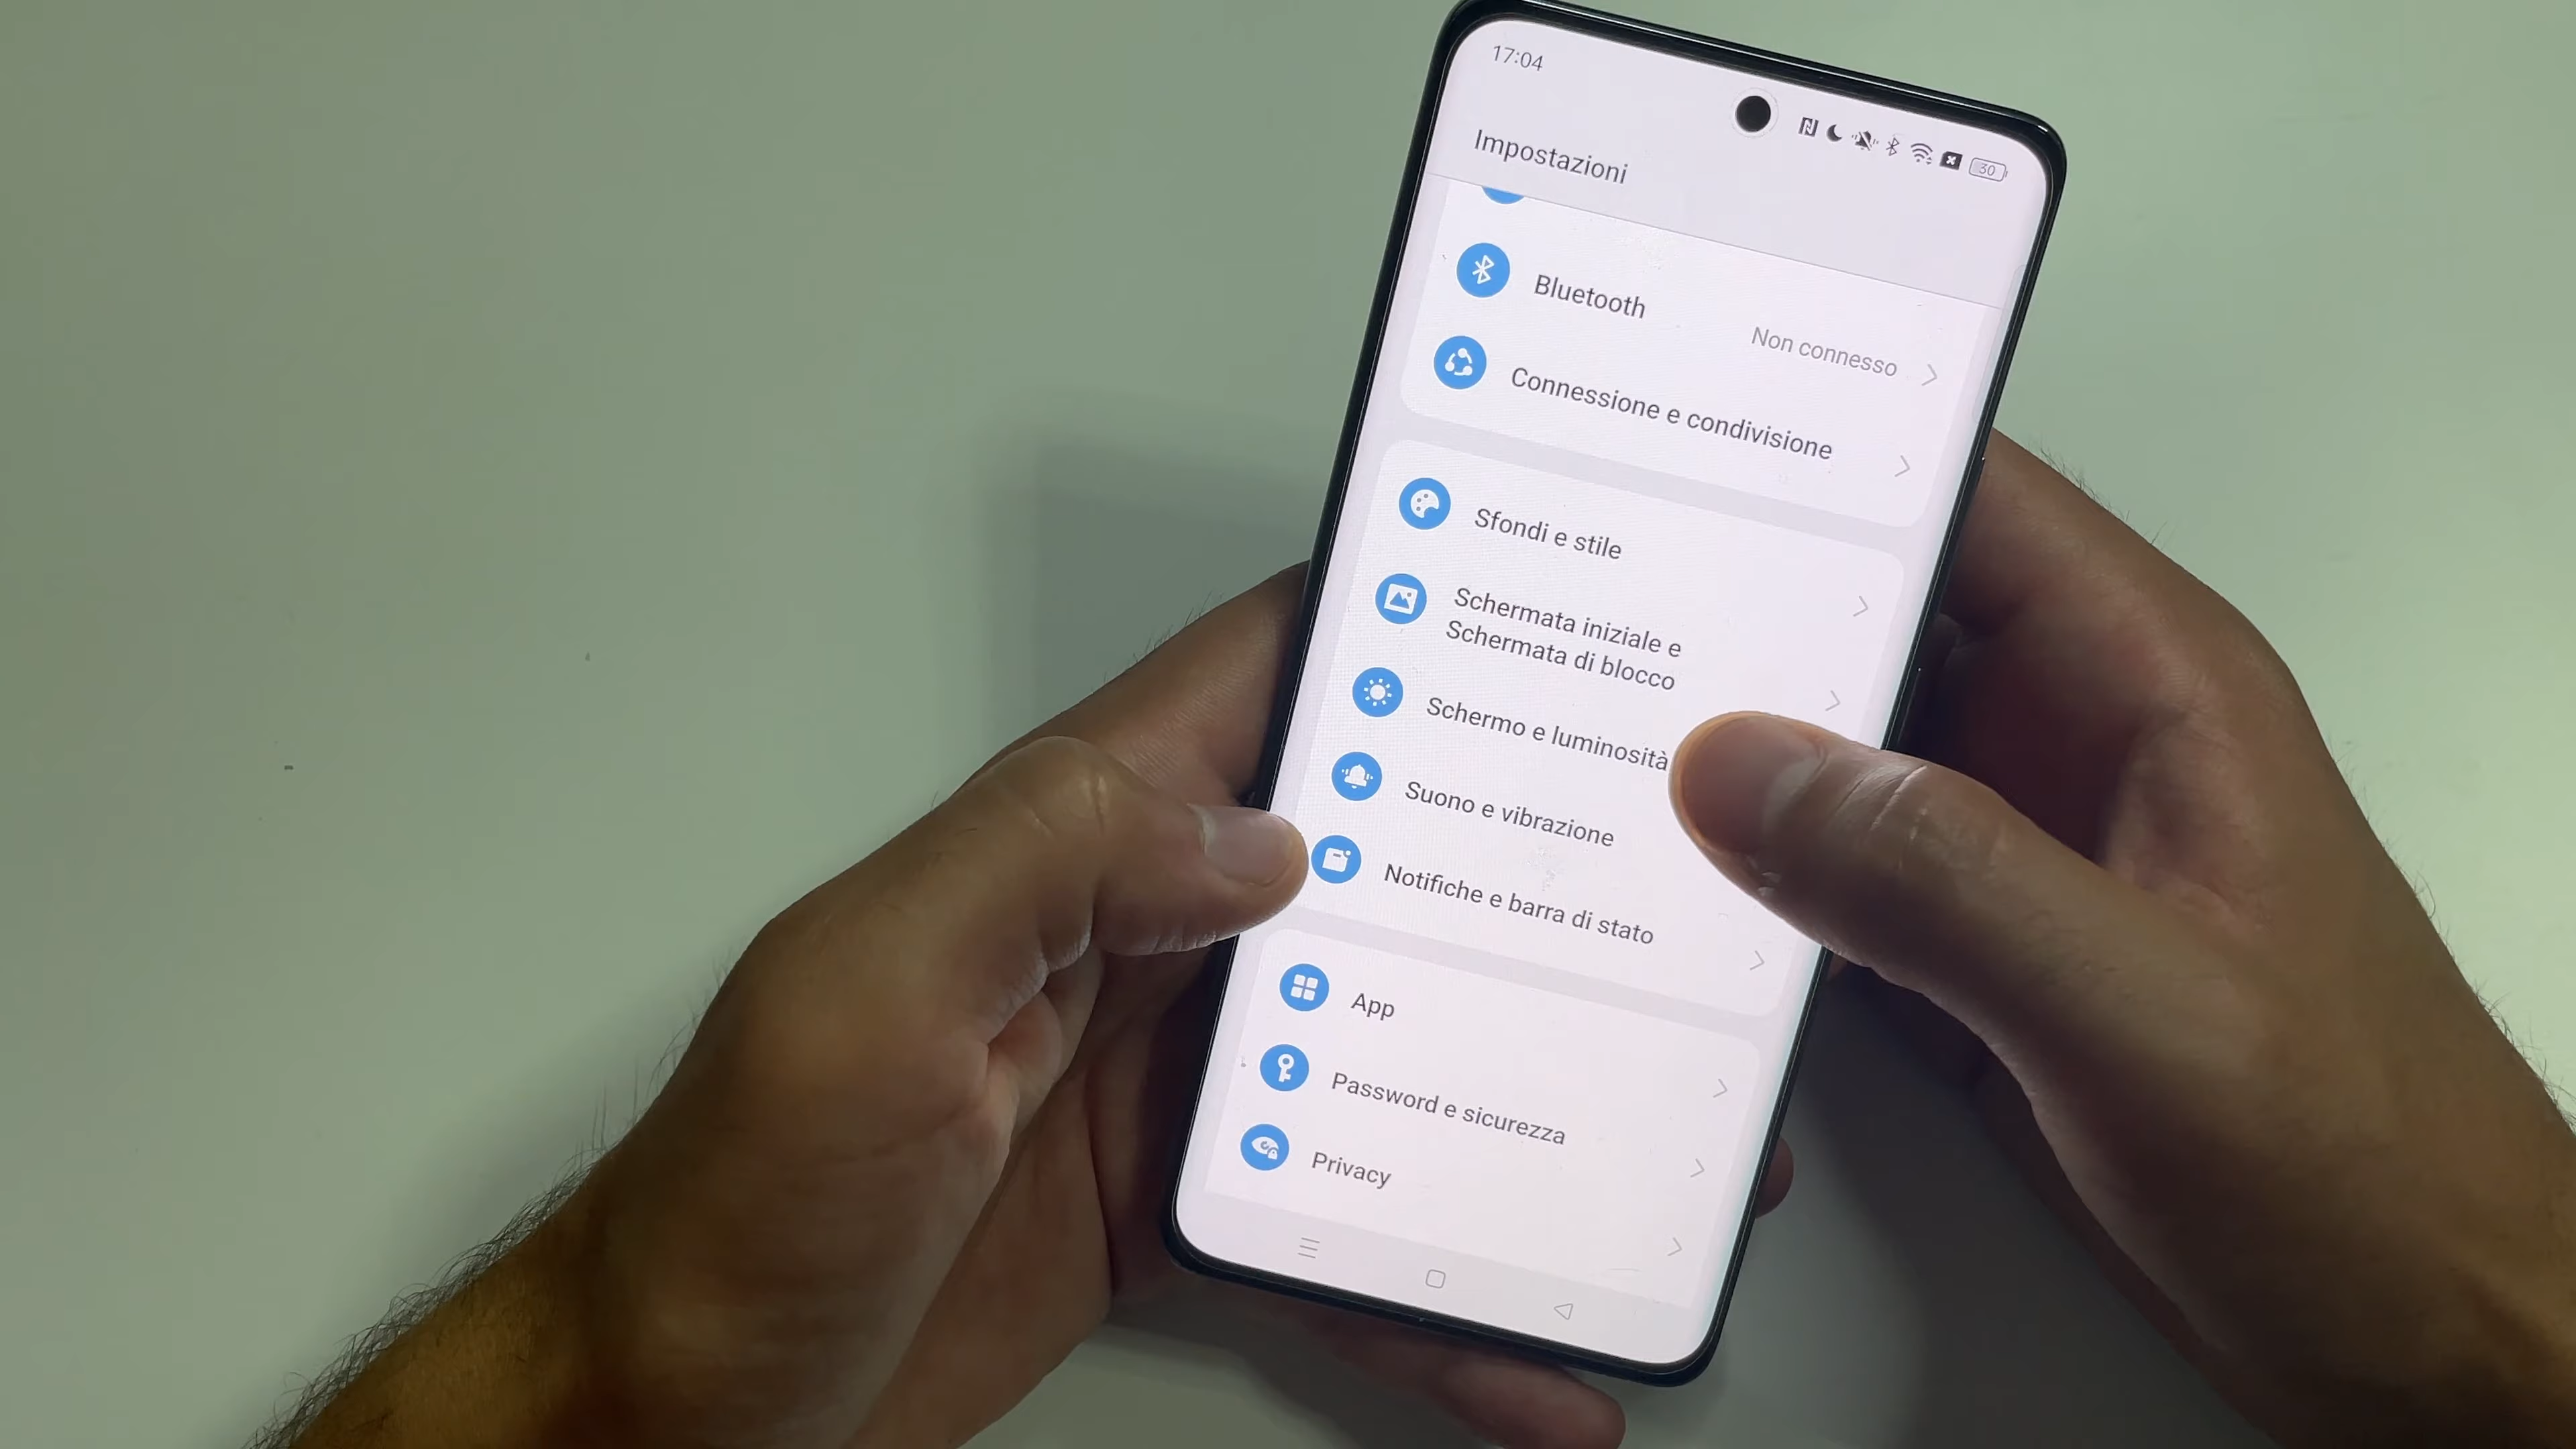 17:04
30
Impostazioni
Bluetooth
Non connesso
Connessione e condivisione
Sfondi e stile
Schermata iniziale e
Schermata di blocco
Schermo e luminosità
Suono e vibrazione
Notifiche e barra di stato
App
Password e sicurezza
Privacy